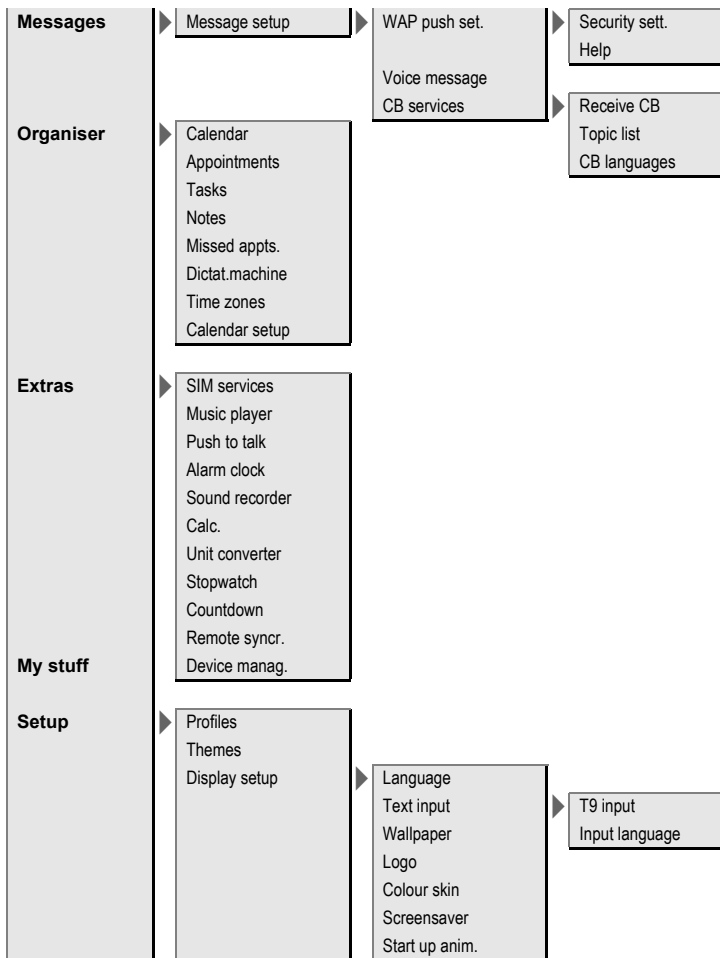 Messages
Message setup
WAP push set.
Security sett.
Help
Voice message
CB services
Receive CB
Topic list
CB languages
Organiser
Calendar
Appointments
Tasks
Notes
Missed appts.
Dictat.machine
Time zones
Calendar setup
Extras
SIM services
Music player
Push to talk
Alarm clock
Sound recorder
Calc.
Unit converter
Stopwatch
Countdown
Remote syncr.
Device manag.
My stuff
Setup
Profiles
Themes
Display setup
Language
Text input
T9 input
Input language
Wallpaper
Logo
Colour skin
Screensaver
Start up anim.